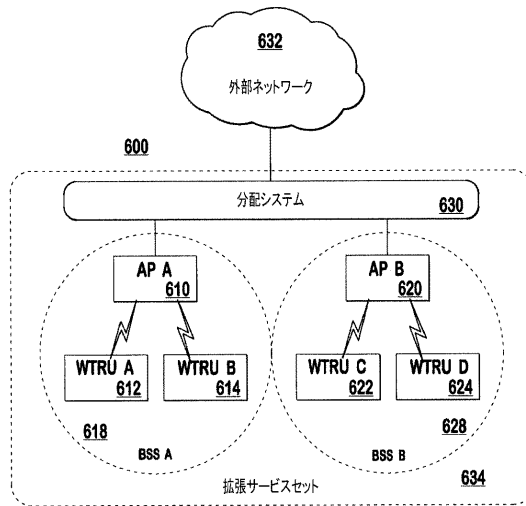 632
外部ネットワーク
600
分配システム
630
AP A
610
AP B
620
WTRU A
612
WTRU B
614
WTRU C
622
WTRU D
624
618
BSS A
628
BSS B
634
拡張サービスセット